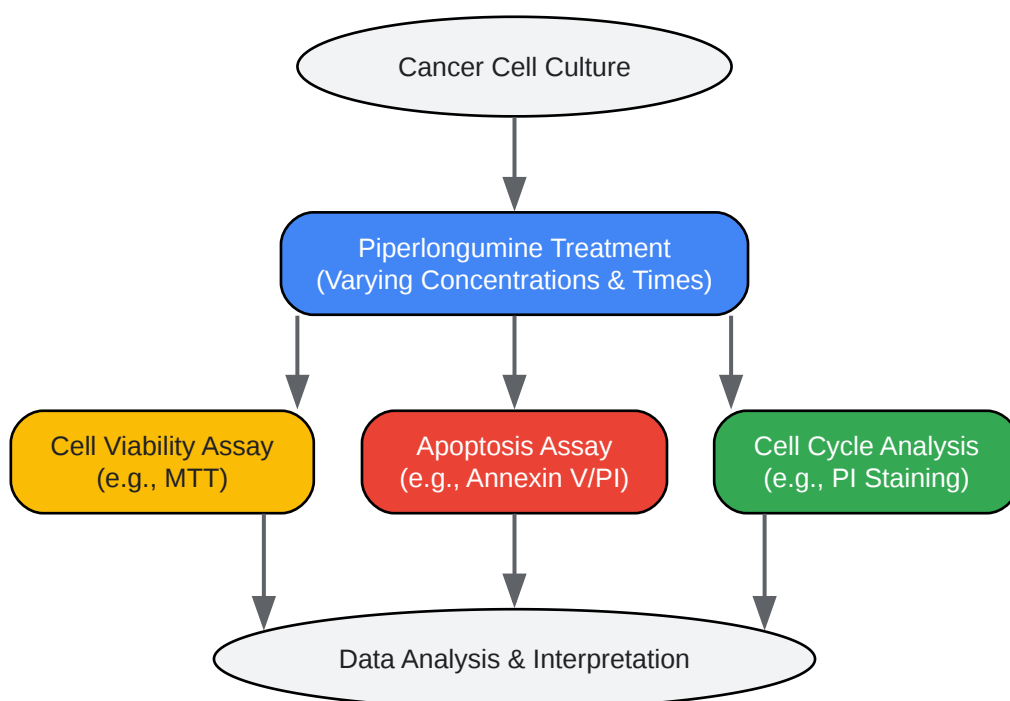 Cancer Cell Culture
Piperlongumine Treatment
(Varying Concentrations & Times)
Cell Viability Assay
(e.g., MTT)
Apoptosis Assay
(e.g., Annexin V/PI)
Cell Cycle Analysis
(e.g., PI Staining)
Data Analysis & Interpretation